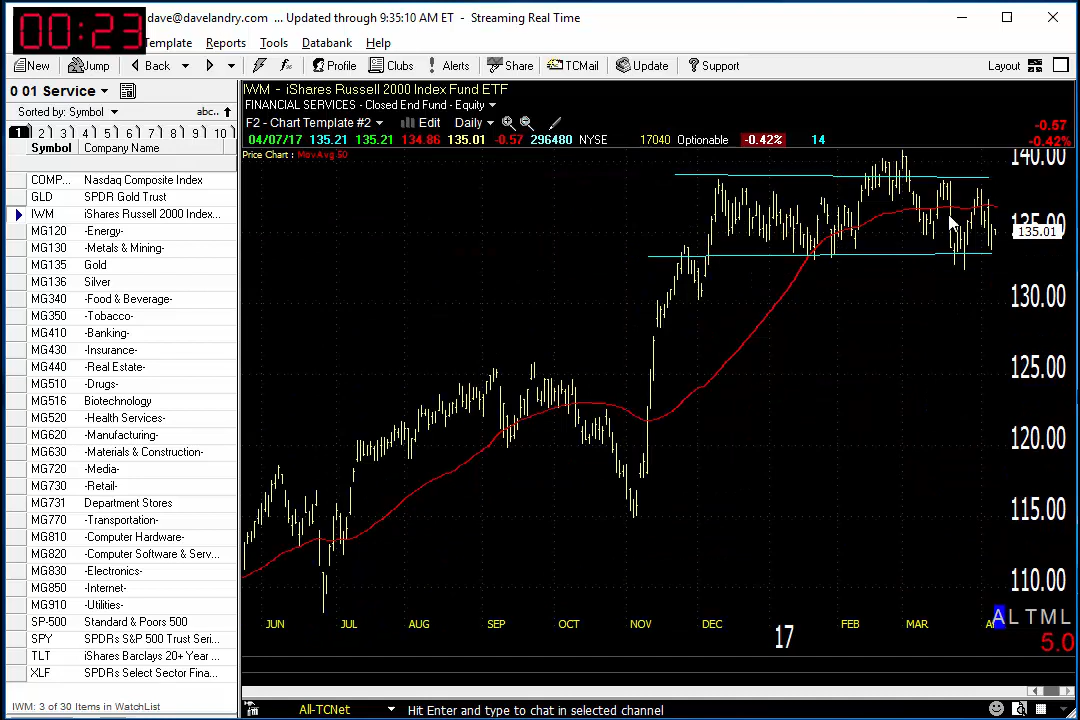 00:23
dave@davelandry.com ... Updated through 9:35:10 AM ET - Streaming Real Time
Template Reports Tools Databank Help
New Jump Back Profile Clubs Alerts Share TCMail Update Support Layout
0 01 Service
Sorted by: Symbol abc..
1 2 3 4 5 6 7 8 9 10
Symbol Company Name
COMP... Nasdaq Composite Index
GLD SPDR Gold Trust
IWM iShares Russell 2000 Index...
MG120 -Energy-
MG130 -Metals & Mining-
MG135 Gold
MG136 Silver
MG340 -Food & Beverage-
MG350 -Tobacco-
MG410 -Banking-
MG430 -Insurance-
MG440 -Real Estate-
MG510 -Drugs-
MG516 Biotechnology
MG520 -Health Services-
MG620 -Manufacturing-
MG630 -Materials & Construction-
MG720 -Media-
MG730 -Retail-
MG731 Department Stores
MG770 -Transportation-
MG810 -Computer Hardware-
MG820 -Computer Software & Serv...
MG830 -Electronics-
MG850 -Internet-
MG910 -Utilities-
SP-500 Standard & Poors 500
SPY SPDRs S&P 500 Trust Seri...
TLT iShares Barclays 20+ Year ...
XLF SPDRs Select Sector Fina...
IWM: 3 of 30 Items in WatchList
IWM - iShares Russell 2000 Index Fund ETF
FINANCIAL SERVICES - Closed End Fund - Equity
F2 - Chart Template #2 Edit Daily
04/07/17 135.21 135.21 134.86 135.01 -0.57 296480 NYSE 17040 Optionable -0.42% 14
-0.57
-0.42%
Price Chart : MovAvg 50
140.00
135.01
130.00
125.00
120.00
115.00
110.00
JUN JUL AUG SEP OCT NOV DEC 17 FEB MAR
A L T M L
5.0
All-TCNet Hit Enter and type to chat in selected channel